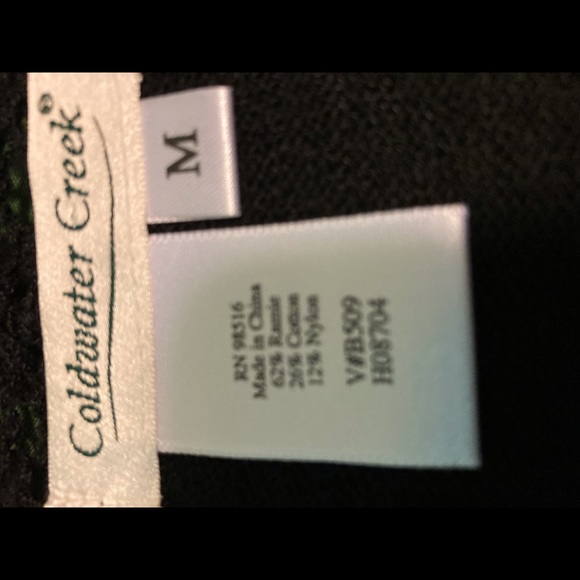 Coldwater Creek®
M
RN 98516
Made in China
62% Ramie
26% Cotton
12% Nylon
V#B509
H08704